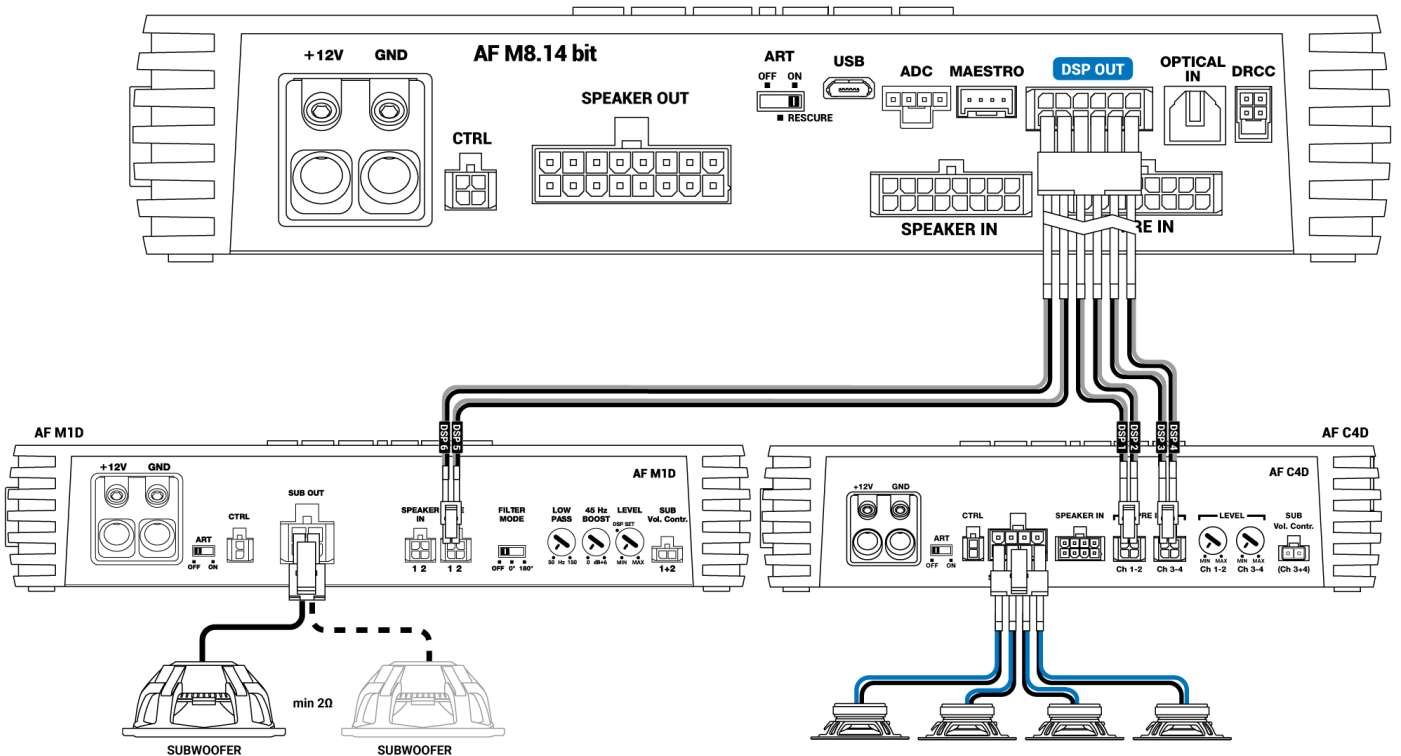 AF M8.14 bit
+12V GND
SPEAKER OUT
CTRL
ART
OFF ON
RESCURE
USB
ADC
MAESTRO
DSP OUT
OPTICAL
IN
DRCC
SPEAKER IN
RE IN
AF M1D
AF M1D
+12V GND
SUB OUT
CTRL
ART
OFF ON
SPEAKER
IN
1 2
DSP 6
DSP 5
E
1 2
FILTER
MODE
OFF 0° 180°
LOW
PASS
50 Hz 150
45 Hz
BOOST
0 dB+6
LEVEL
DSP SET
MIN MAX
SUB
Vol. Contr.
1+2
min 2Ω
SUBWOOFER
SUBWOOFER
AF C4D
AF C4D
+12V GND
ART
OFF ON
CTRL
S
SPEAKER IN
DSP 1
DSP 2
DSP 3
DSP 4
PRE I
Ch 1-2
Ch 3-4
LEVEL
MIN MAX
Ch 1-2
MIN MAX
Ch 3-4
SUB
Vol. Contr.
(Ch 3+4)